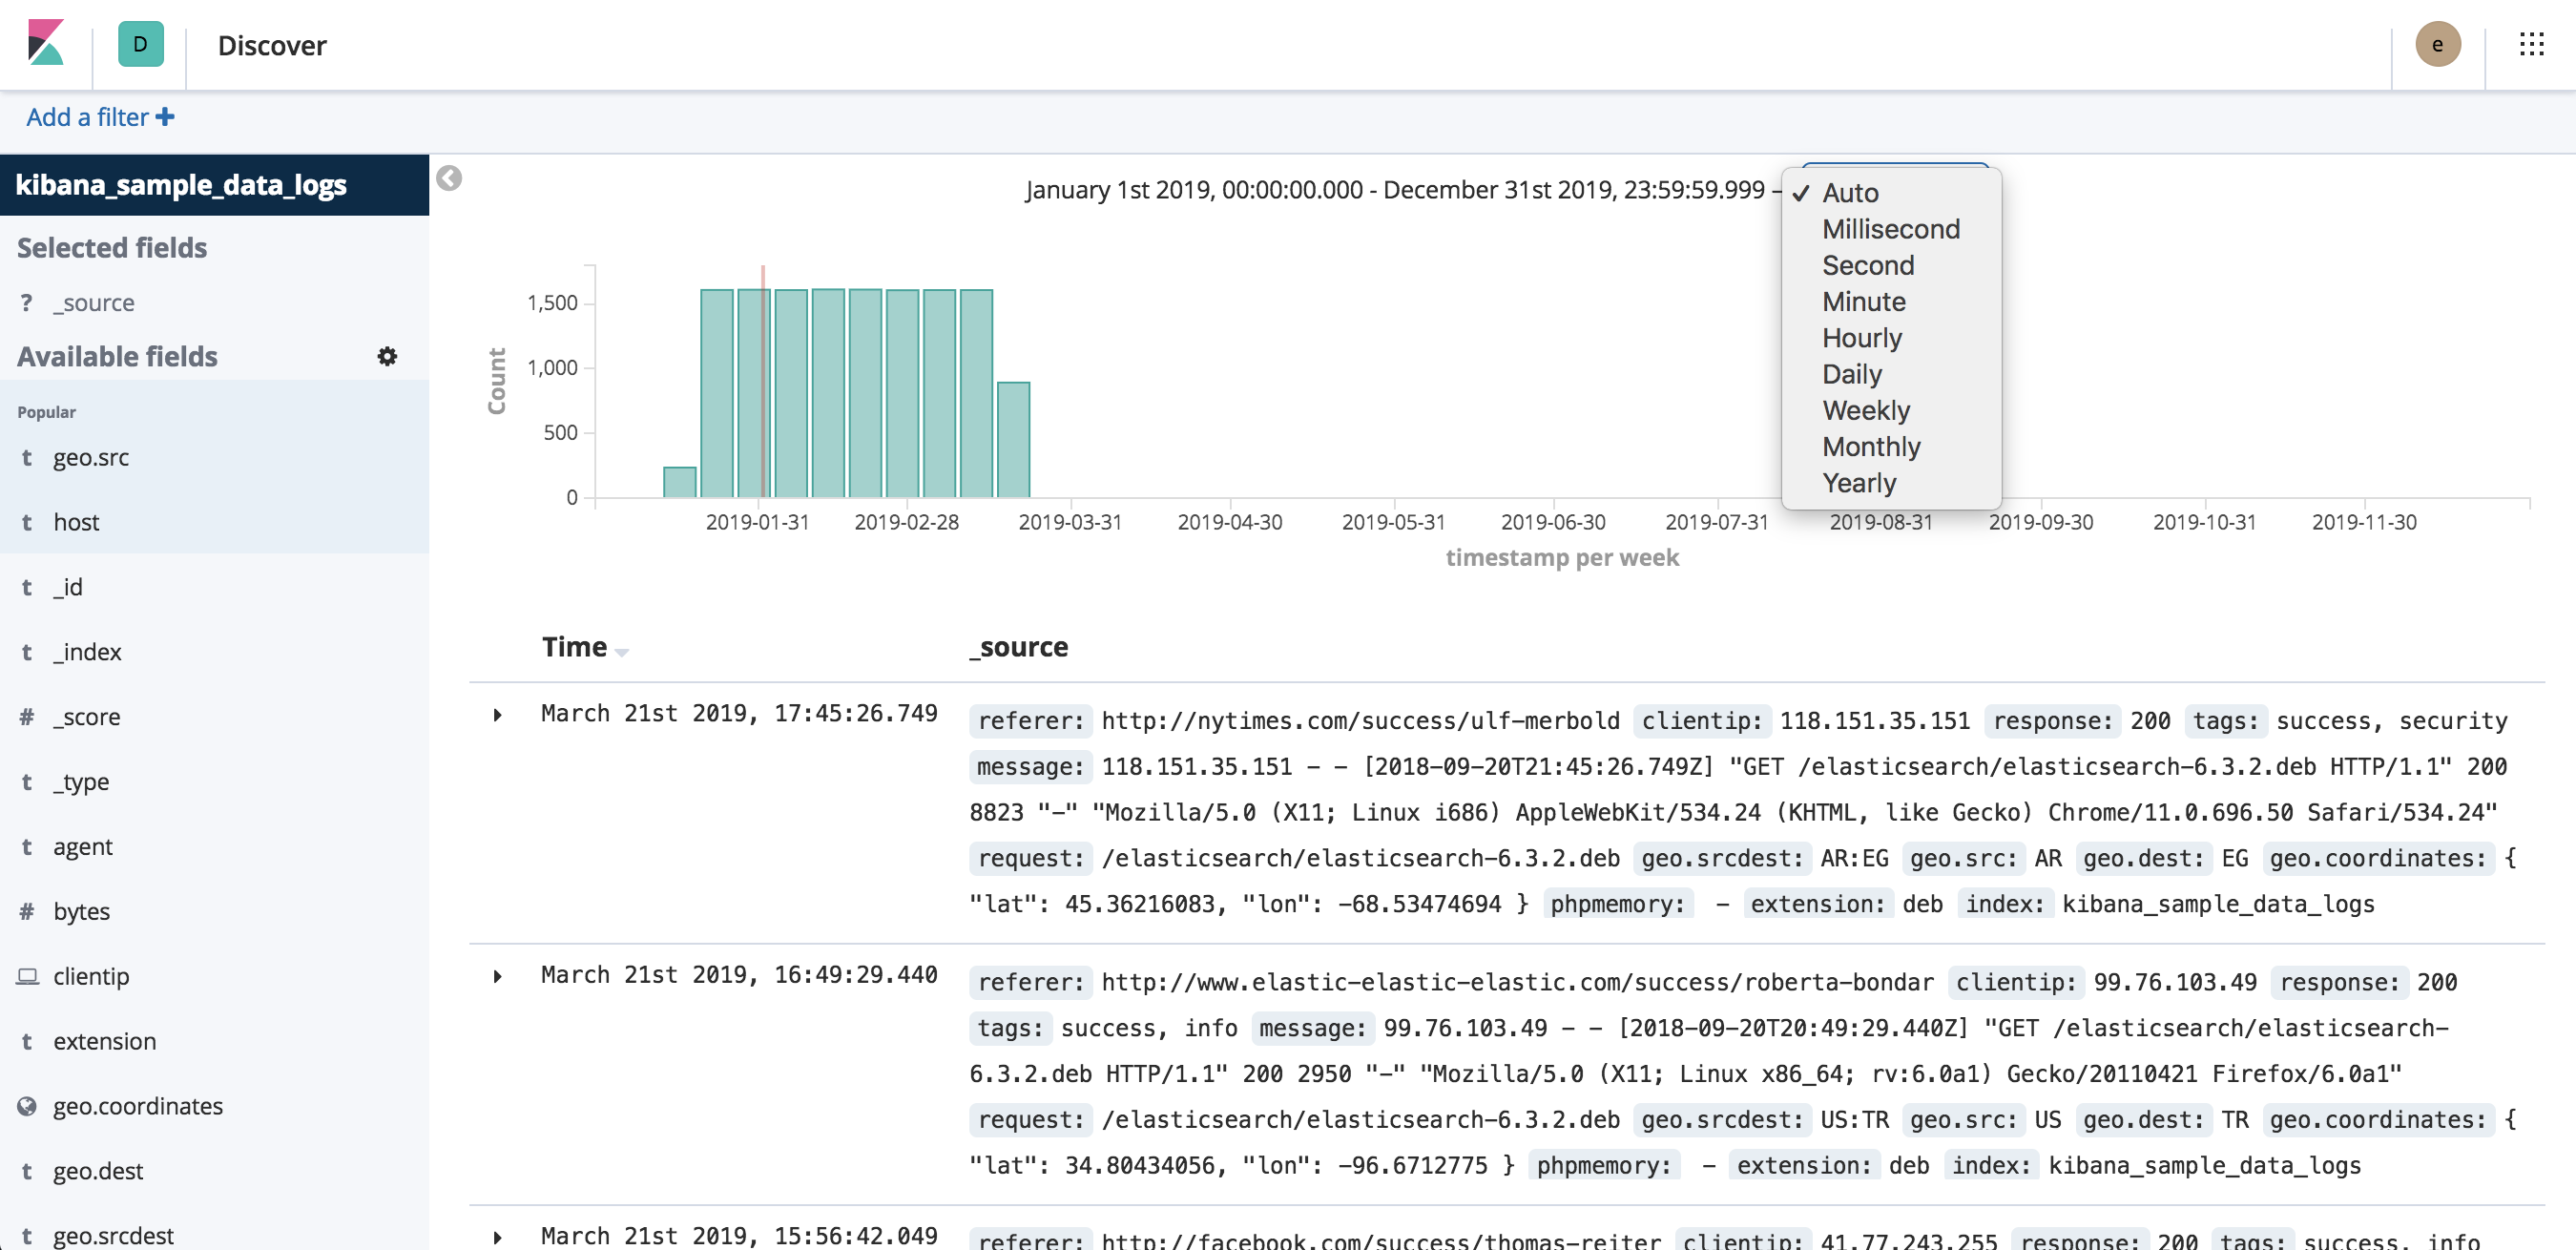 D
Discover
e
Add a filter
kibana_sample_data_logs
Selected fields
? _source
Available fields
Popular
t geo.src
t host
t _id
t _index
# _score
t _type
t agent
# bytes
clientip
t extension
geo.coordinates
t geo.dest
t geo.srcdest
January 1st 2019, 00:00:00.000 - December 31st 2019, 23:59:59.999 —
✓ Auto
Millisecond
Second
Minute
Hourly
Daily
Weekly
Monthly
Yearly
Count
1,500
1,000
500
0
2019-01-31 2019-02-28 2019-03-31 2019-04-30 2019-05-31 2019-06-30 2019-07-31 2019-08-31 2019-09-30 2019-10-31 2019-11-30
timestamp per week
Time _source
March 21st 2019, 17:45:26.749 referer: http://nytimes.com/success/ulf-merbold clientip: 118.151.35.151 response: 200 tags: success, security
message: 118.151.35.151 - - [2018-09-20T21:45:26.749Z] "GET /elasticsearch/elasticsearch-6.3.2.deb HTTP/1.1" 200
8823 "-" "Mozilla/5.0 (X11; Linux i686) AppleWebKit/534.24 (KHTML, like Gecko) Chrome/11.0.696.50 Safari/534.24"
request: /elasticsearch/elasticsearch-6.3.2.deb geo.srcdest: AR:EG geo.src: AR geo.dest: EG geo.coordinates: {
"lat": 45.36216083, "lon": -68.53474694 } phpmemory: - extension: deb index: kibana_sample_data_logs
March 21st 2019, 16:49:29.440 referer: http://www.elastic-elastic-elastic.com/success/roberta-bondar clientip: 99.76.103.49 response: 200
tags: success, info message: 99.76.103.49 - - [2018-09-20T20:49:29.440Z] "GET /elasticsearch/elasticsearch-
6.3.2.deb HTTP/1.1" 200 2950 "-" "Mozilla/5.0 (X11; Linux x86_64; rv:6.0a1) Gecko/20110421 Firefox/6.0a1"
request: /elasticsearch/elasticsearch-6.3.2.deb geo.srcdest: US:TR geo.src: US geo.dest: TR geo.coordinates: {
"lat": 34.80434056, "lon": -96.6712775 } phpmemory: - extension: deb index: kibana_sample_data_logs
March 21st 2019, 15:56:42.049 referer: http://facebook.com/success/thomas-reiter clientip: 41.77.243.255 response: 200 tags: success, info